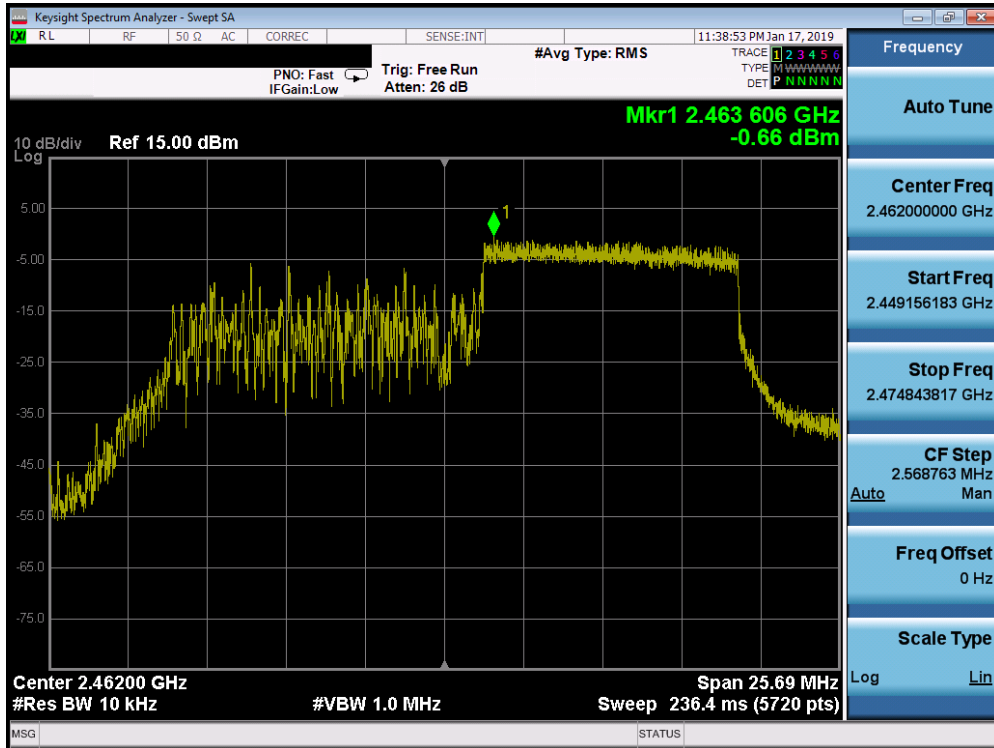 Keysight Spectrum Analyzer - Swept SA
LXI RL RF 50 Ω AC CORREC SENSE:INT 11:38:53 PM Jan 17, 2019
#Avg Type: RMS TRACE 1 2 3 4 5 6
PNO: Fast Trig: Free Run TYPE M WWWWW
IFGain:Low Atten: 26 dB DET P N N N N N
Mkr1 2.463 606 GHz
-0.66 dBm
10 dB/div Ref 15.00 dBm
Log
1
5.00
-5.00
-15.0
-25.0
-35.0
-45.0
-55.0
-65.0
-75.0
Center 2.46200 GHz Span 25.69 MHz
#Res BW 10 kHz #VBW 1.0 MHz Sweep 236.4 ms (5720 pts)
MSG STATUS
Frequency
Auto Tune
Center Freq
2.462000000 GHz
Start Freq
2.449156183 GHz
Stop Freq
2.474843817 GHz
CF Step
2.568763 MHz
Auto Man
Freq Offset
0 Hz
Scale Type
Log Lin